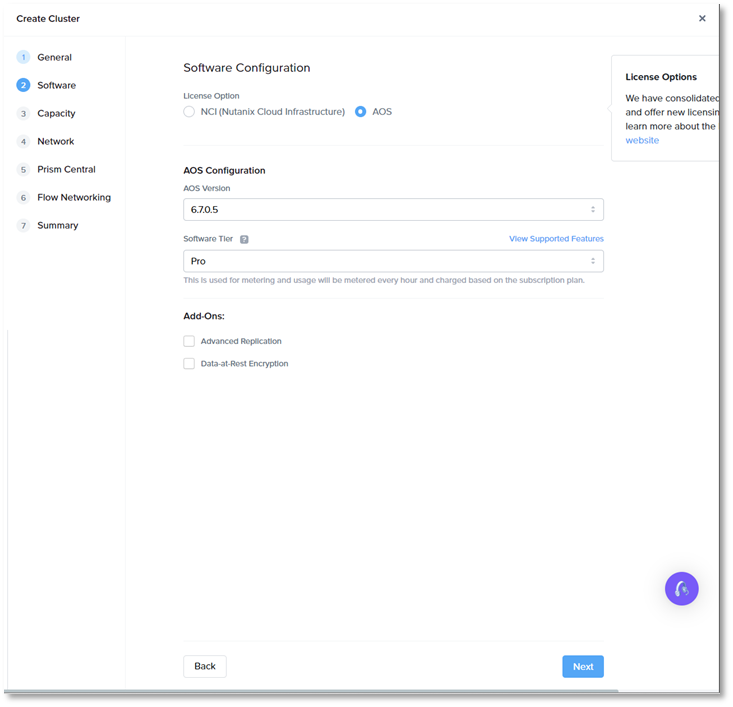 Create Cluster
1 General
2 Software
3 Capacity
4 Network
5 Prism Central
6 Flow Networking
7 Summary
Software Configuration
License Option
NCI (Nutanix Cloud Infrastructure)
AOS
AOS Configuration
AOS Version
6.7.0.5
Software Tier ?
View Supported Features
Pro
This is used for metering and usage will be metered every hour and charged based on the subscription plan.
Add-Ons:
Advanced Replication
Data-at-Rest Encryption
License Options
We have consolidated
and offer new licensin
learn more about the
website
Back
Next